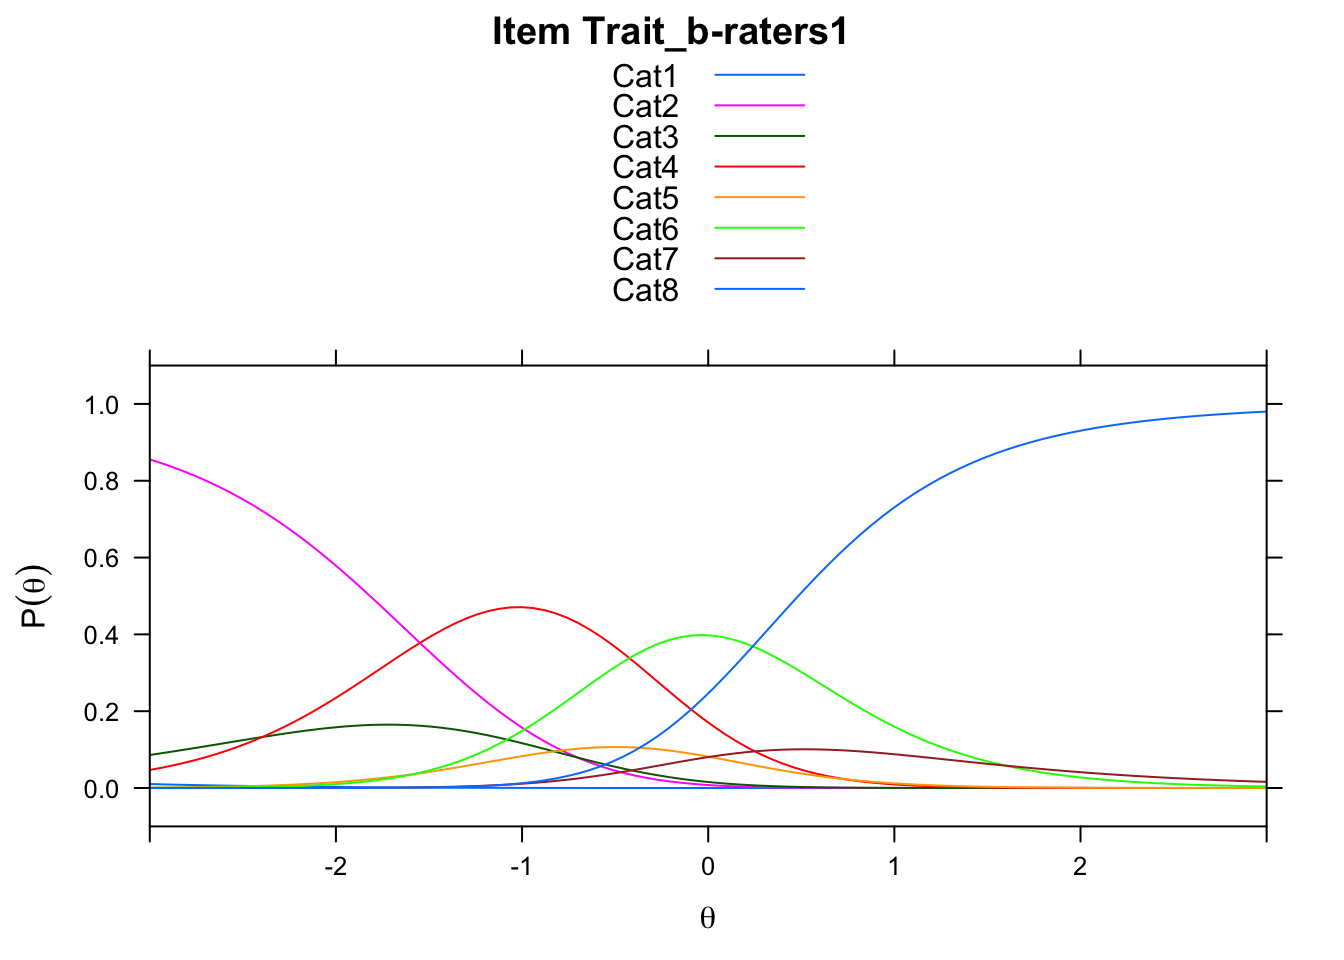 Item Trait_b-raters1
Cat1
Cat2
Cat3
Cat4
Cat5
Cat6
Cat7
Cat8
1.0
0.8
0.6
0.4
0.2
0.0
P(θ)
-2 -1 0 1 2
θ